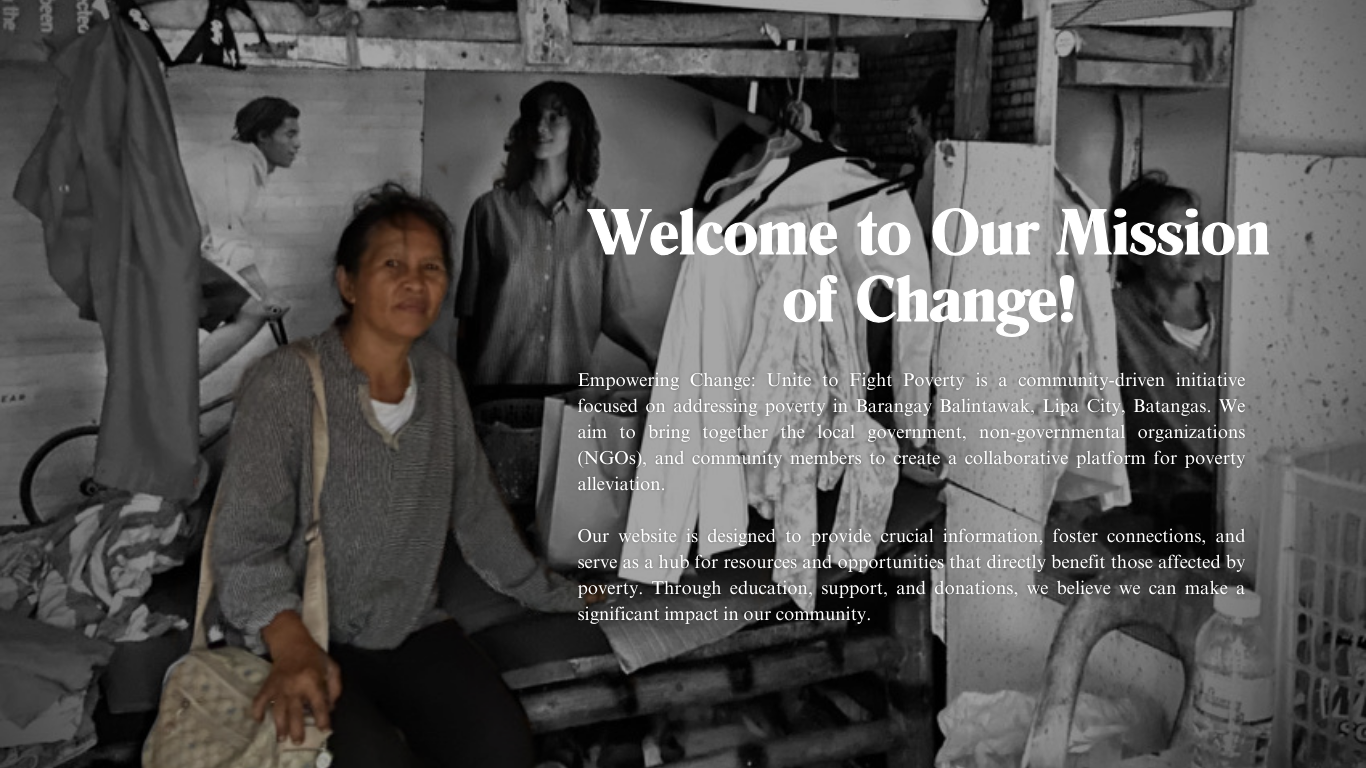 Welcome to Our Mission
of Change!
Empowering Change: Unite to Fight Poverty is a community-driven initiative
focused on addressing poverty in Barangay Balintawak, Lipa City, Batangas. We
aim to bring together the local government, non-governmental organizations
(NGOs), and community members to create a collaborative platform for poverty
alleviation.
Our website is designed to provide crucial information, foster connections, and
serve as a hub for resources and opportunities that directly benefit those affected by
poverty. Through education, support, and donations, we believe we can make a
significant impact in our community.